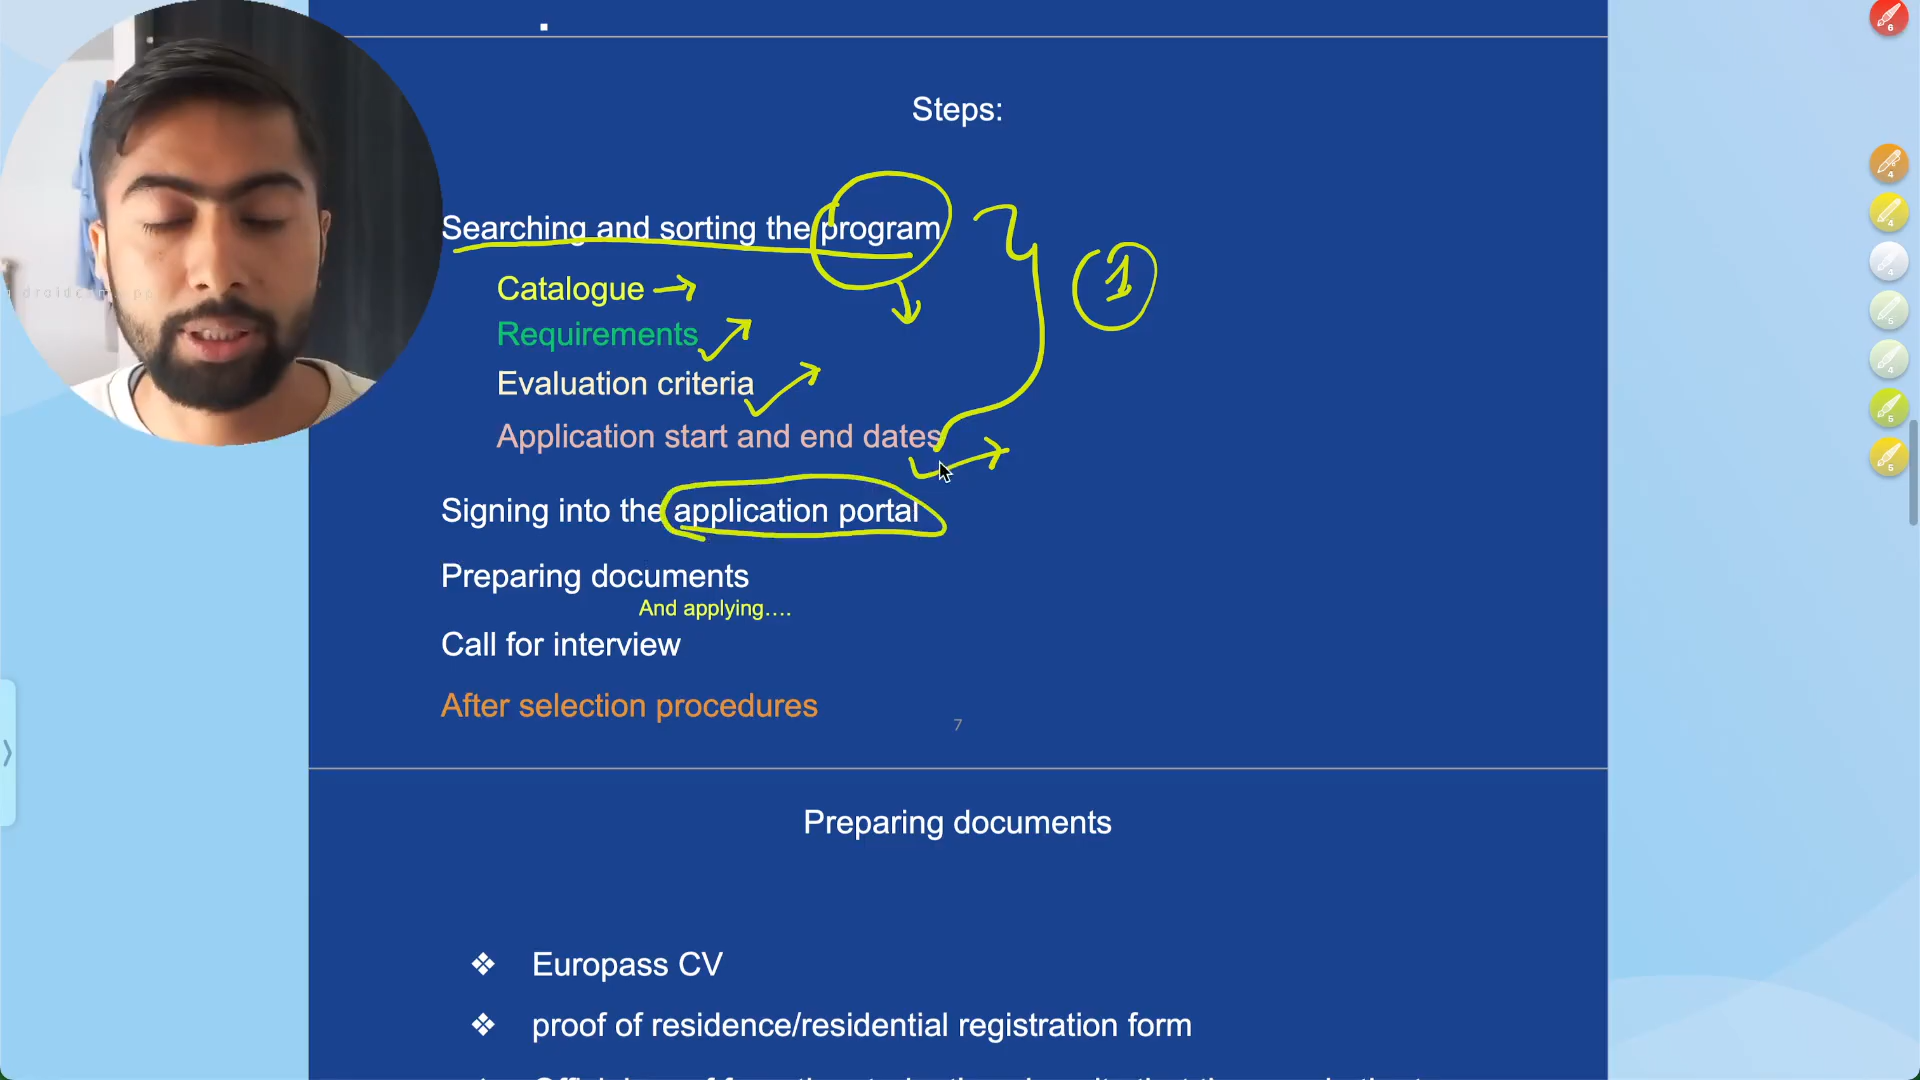 Steps:
Searching and sorting the program
Catalogue
1
Requirements
Evaluation criteria
Application start and end dates
Signing into the application portal
Preparing documents
And applying....
Call for interview
After selection procedures
7
Preparing documents
❖ Europass CV
❖ proof of residence/residential registration form